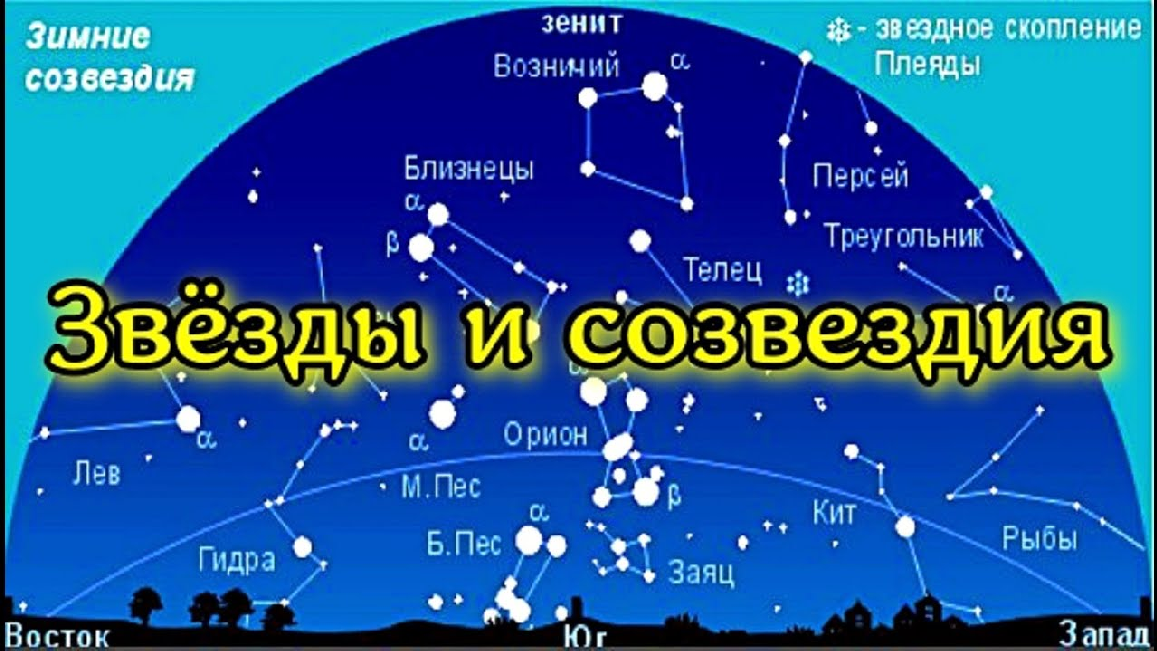 зенит
Зимние
созвездия
- звездное скопление
Плеяды
Возничий
α
Близнецы
α
β
Персей
Треугольник
Телец
α
Звёзды и созвездия
α
α
Орион
Лев
М.Пес
β
α
Б.Пес
Кит
Рыбы
Гидра
Заяц
Восток
Юг
Запад